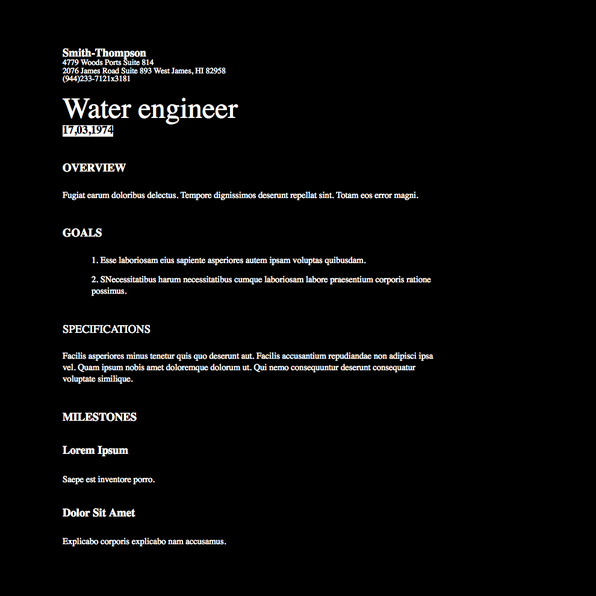 Smith-Thompson
4779 Woods Ports Suite 814
2076 James Road Suite 893 West James, HI 82958
(944)233-7121x3181
Water engineer
17,03,1974
OVERVIEW
Fugiat earum doloribus delectus. Tempore dignissimos deserunt repellat sint. Totam eos error magni.
GOALS
1. Esse laboriosam eius sapiente asperiores autem ipsam voluptas quibusdam.
2. SNecessitatibus harum necessitatibus cumque laboriosam labore praesentium corporis ratione
possimus.
SPECIFICATIONS
Facilis asperiores minus tenetur quis quo deserunt aut. Facilis accusantium repudiandae non adipisci ipsa
vel. Quam ipsum nobis amet doloremque dolorum ut. Qui nemo consequuntur deserunt consequatur
voluptate similique.
MILESTONES
Lorem Ipsum
Saepe est inventore porro.
Dolor Sit Amet
Explicabo corporis explicabo nam accusamus.